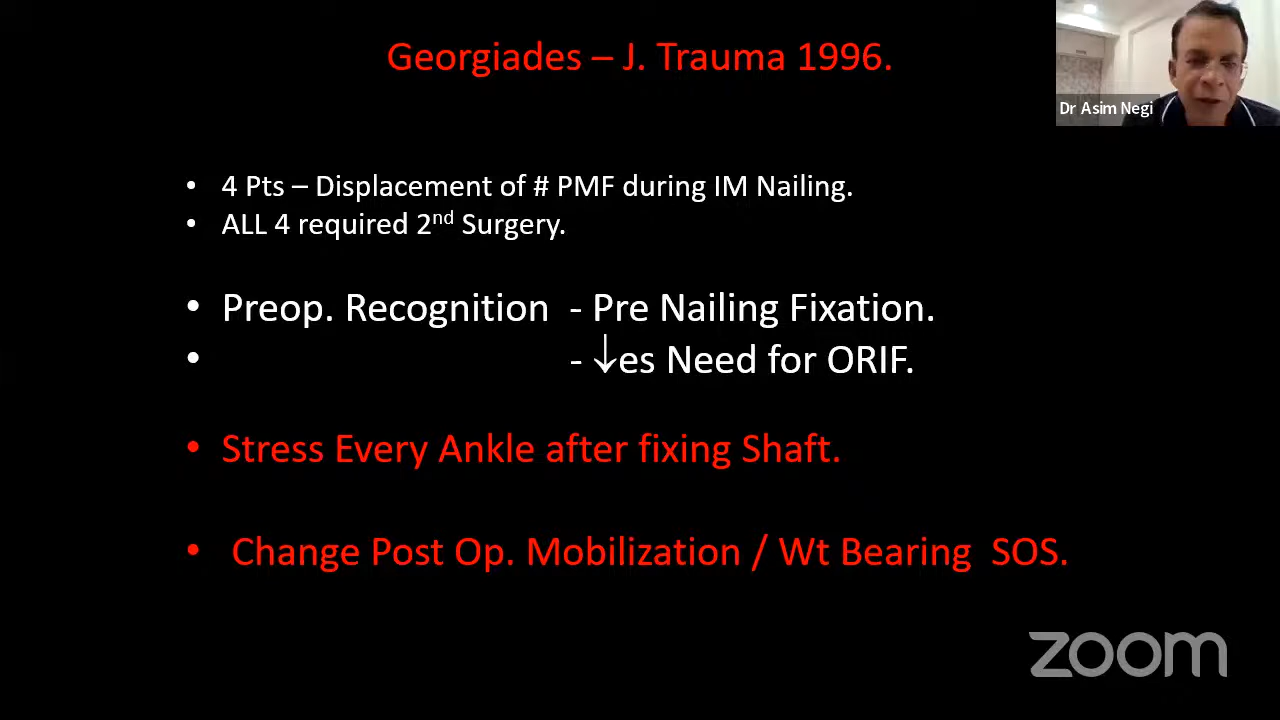 Georgiades – J. Trauma 1996.
Dr Asim Negi
• 4 Pts – Displacement of # PMF during IM Nailing.
• ALL 4 required 2nd Surgery.
• Preop. Recognition - Pre Nailing Fixation.
• - ↓es Need for ORIF.
• Stress Every Ankle after fixing Shaft.
• Change Post Op. Mobilization / Wt Bearing SOS.
zoom